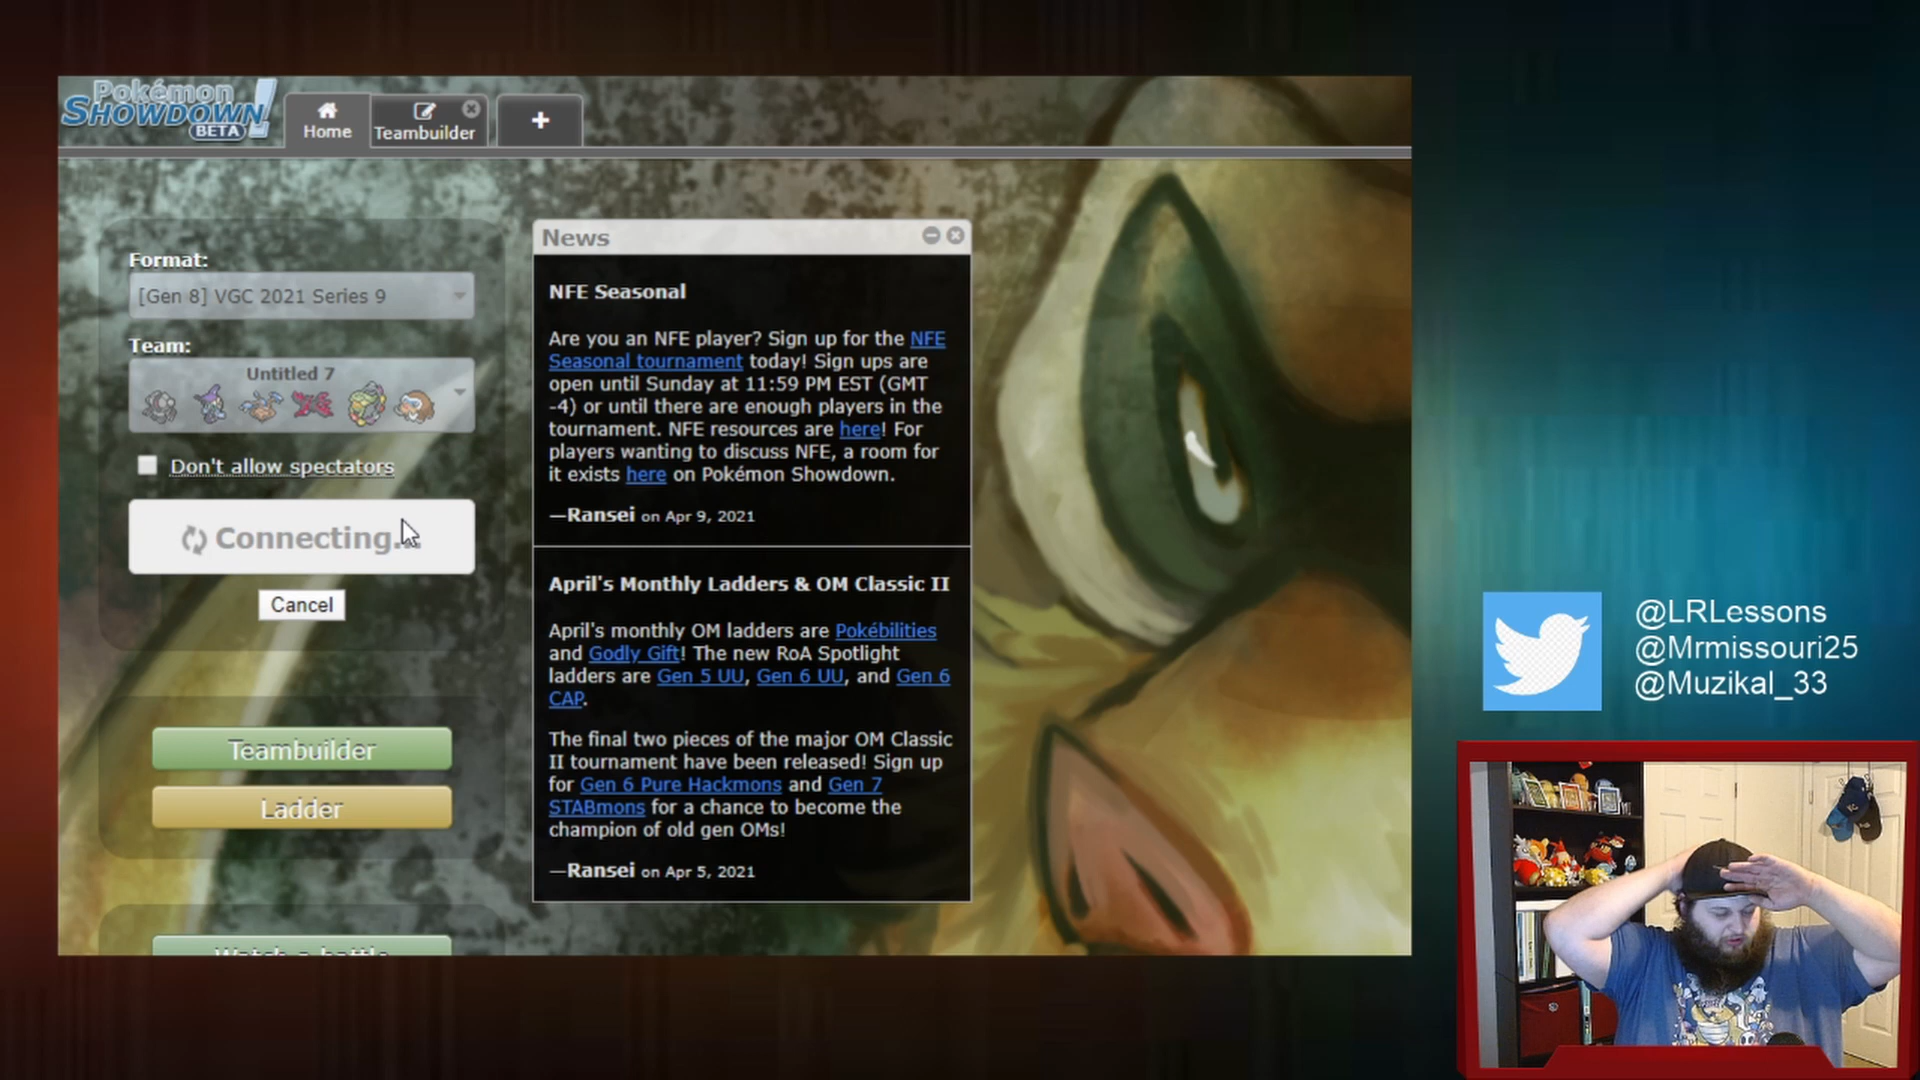 Pokémon
SHOWDOWN!
BETA
Home
Teambuilder
+
Format:
[Gen 8] VGC 2021 Series 9
Team:
Untitled 7
Don't allow spectators
Connecting...
Cancel
Teambuilder
Ladder
Watch a battle
News
NFE Seasonal
Are you an NFE player? Sign up for the NFE
Seasonal tournament today! Sign ups are
open until Sunday at 11:59 PM EST (GMT
-4) or until there are enough players in the
tournament. NFE resources are here! For
players wanting to discuss NFE, a room for
it exists here on Pokémon Showdown.
—Ransei on Apr 9, 2021
April's Monthly Ladders & OM Classic II
April's monthly OM ladders are Pokébilities
and Godly Gift! The new RoA Spotlight
ladders are Gen 5 UU, Gen 6 UU, and Gen 6
CAP.
The final two pieces of the major OM Classic
II tournament have been released! Sign up
for Gen 6 Pure Hackmons and Gen 7
STABmons for a chance to become the
champion of old gen OMs!
—Ransei on Apr 5, 2021
@LRLessons
@Mrmissouri25
@Muzikal_33